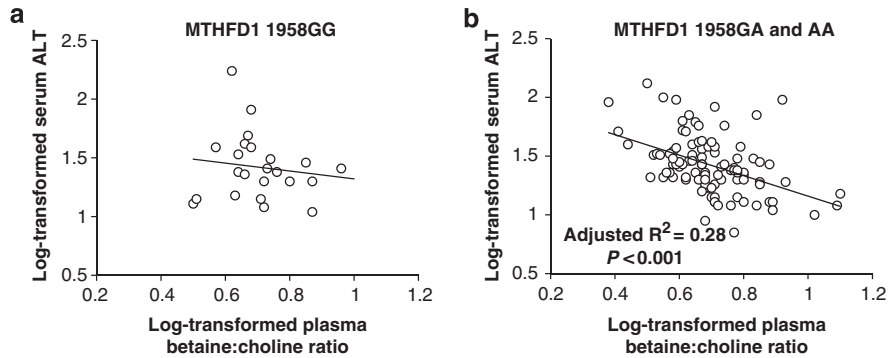 a
MTHFD1 1958GG
Log-transformed serum ALT
2.5
2
1.5
1
0.5
0.2
0.4
0.6
0.8
1
1.2
Log-transformed plasma
betaine:choline ratio
b
MTHFD1 1958GA and AA
Log-transformed serum ALT
2.5
2
1.5
1
0.5
Adjusted R² = 0.28
P < 0.001
0.2
0.4
0.6
0.8
1
1.2
Log-transformed plasma
betaine:choline ratio